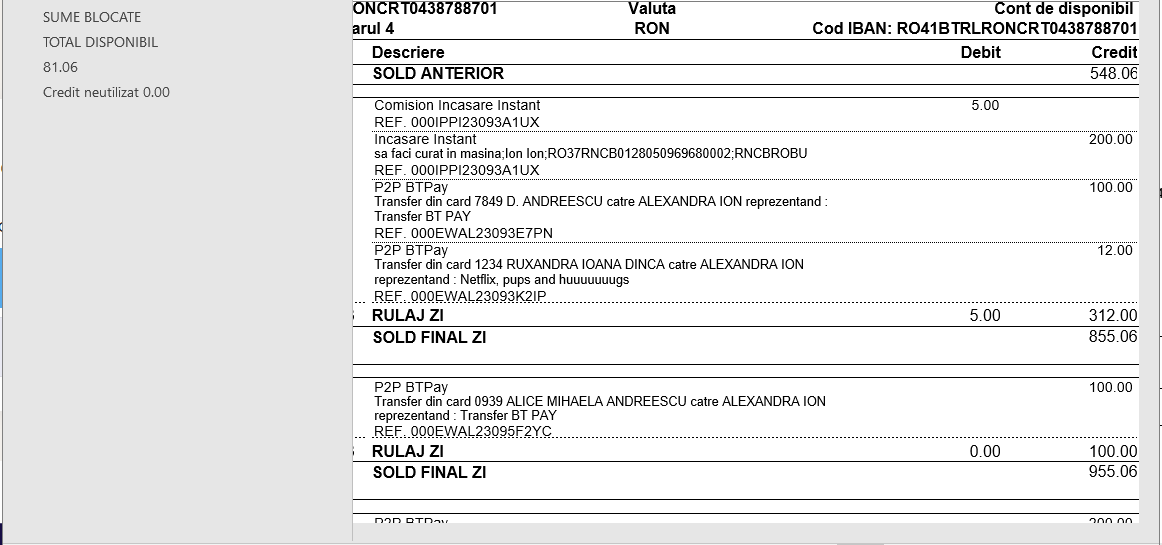 SUME BLOCATE
TOTAL DISPONIBIL
81.06
Credit neutilizat 0.00
ONCRT0438788701 Valuta Cont de disponibil
arul 4 RON Cod IBAN: RO41BTRLRONCRT0438788701
Descriere Debit Credit
SOLD ANTERIOR 548.06
Comision Incasare Instant 5.00
REF. 000IPPI23093A1UX
Incasare Instant 200.00
sa faci curat in masina;Ion Ion;RO37RNCB0128050969680002;RNCBROBU
REF. 000IPPI23093A1UX
P2P BTPay 100.00
Transfer din card 7849 D. ANDREESCU catre ALEXANDRA ION reprezentand :
Transfer BT PAY
REF. 000EWAL23093E7PN
P2P BTPay 12.00
Transfer din card 1234 RUXANDRA IOANA DINCA catre ALEXANDRA ION
reprezentand : Netflix, pups and huuuuuuugs
REF. 000EWAL23093K2IP
RULAJ ZI 5.00 312.00
SOLD FINAL ZI 855.06
P2P BTPay 100.00
Transfer din card 0939 ALICE MIHAELA ANDREESCU catre ALEXANDRA ION
reprezentand : Transfer BT PAY
REF. 000EWAL23095F2YC
RULAJ ZI 0.00 100.00
SOLD FINAL ZI 955.06
P2P BTPay 200.00